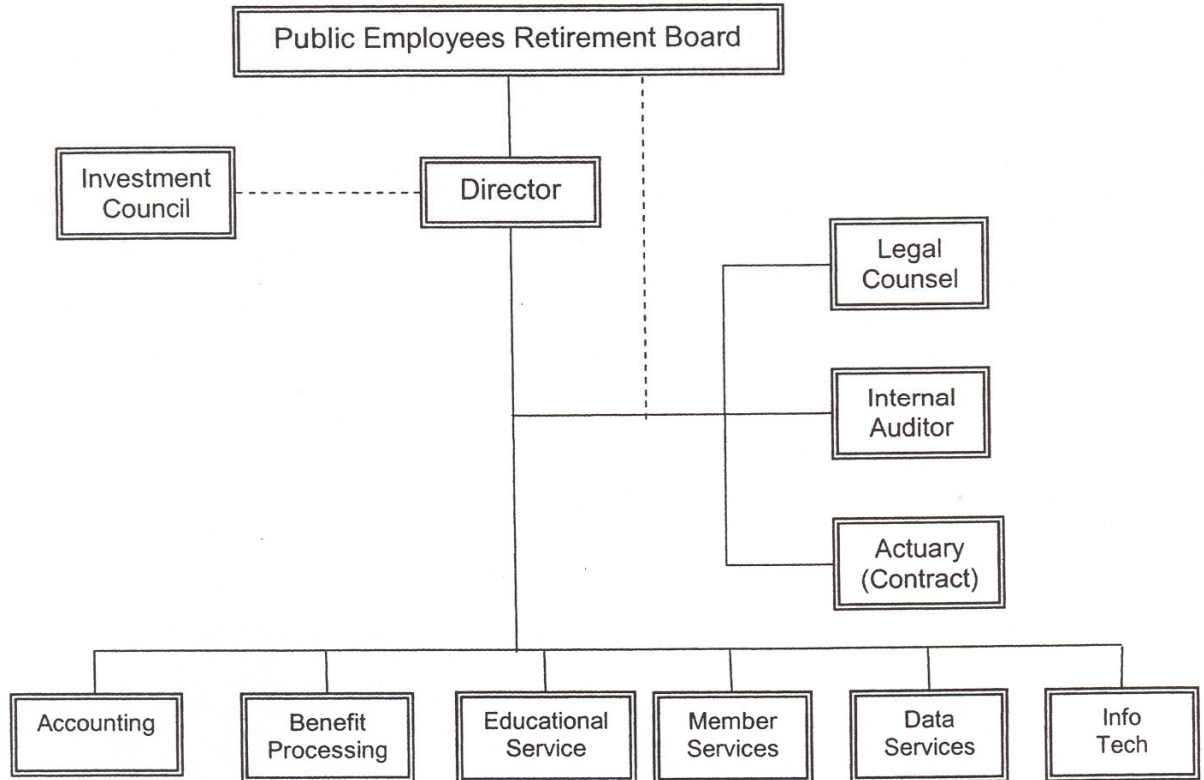 Public Employees Retirement Board
Investment
Council
Director
Legal
Counsel
Internal
Auditor
Actuary
(Contract)
Accounting
Benefit
Processing
Educational
Service
Member
Services
Data
Services
Info
Tech